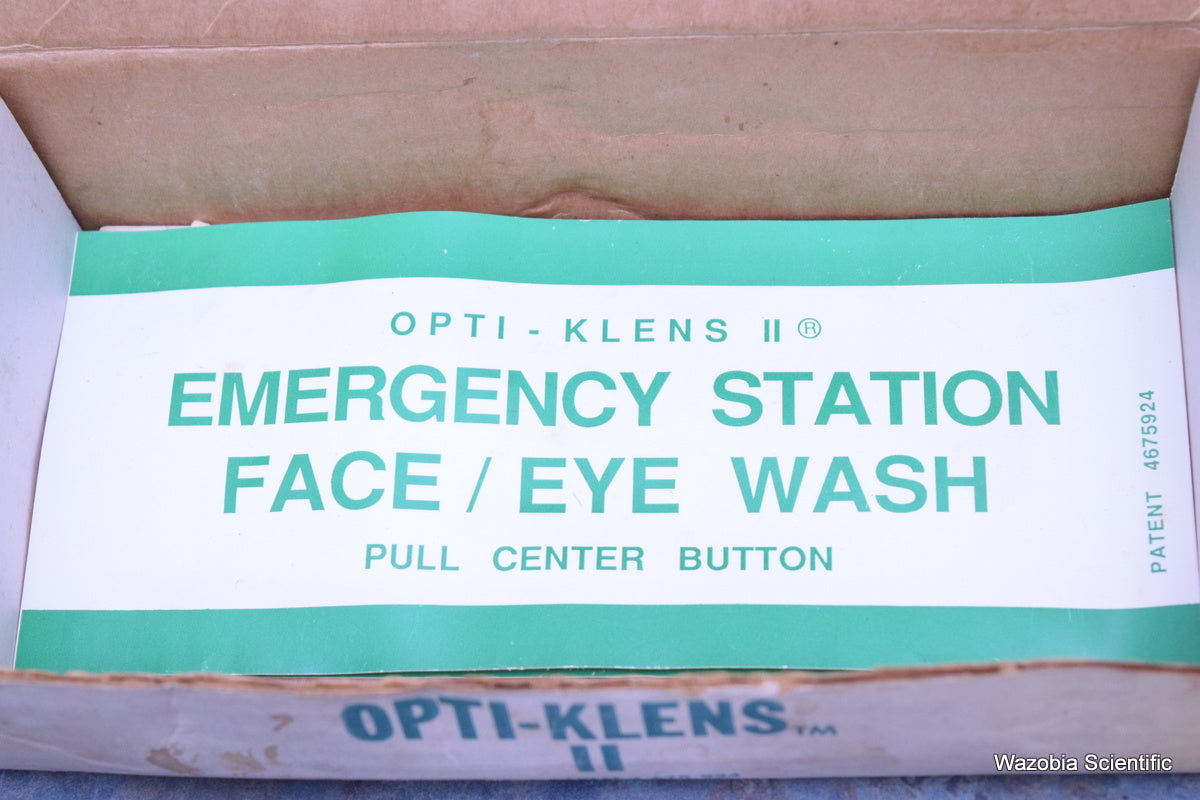 OPTI - KLENS II ®
EMERGENCY STATION
FACE / EYE WASH
PULL CENTER BUTTON
PATENT 4675924
OPTI-KLENS™
II
Wazobia Scientific